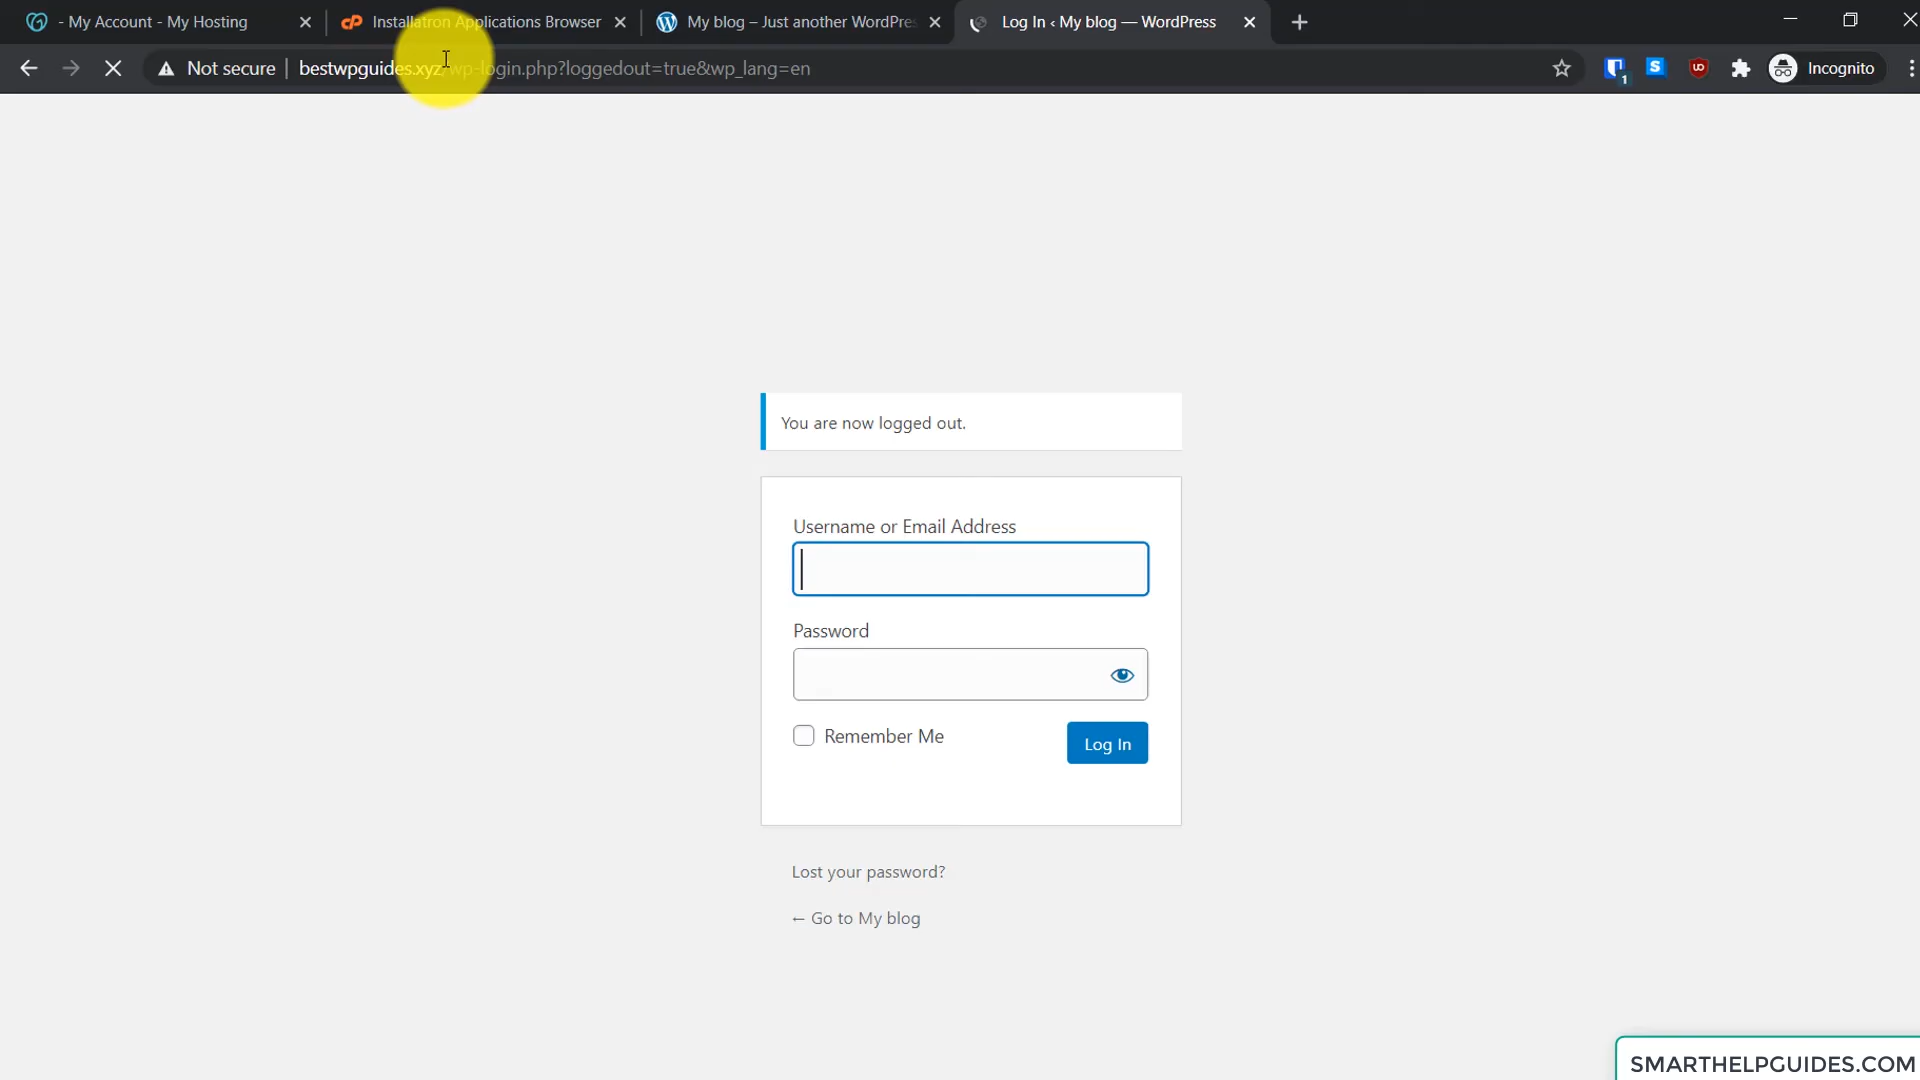 - My Account - My Hosting
Installatron Applications Browser
My blog – Just another WordPre
Log In ‹ My blog — WordPress
Not secure
bestwpguides.xyz/wp-login.php?loggedout=true&wp_lang=en
1
S
Incognito
You are now logged out.
Username or Email Address
Password
Remember Me
Log In
Lost your password?
← Go to My blog
SMARTHELPGUIDES.COM